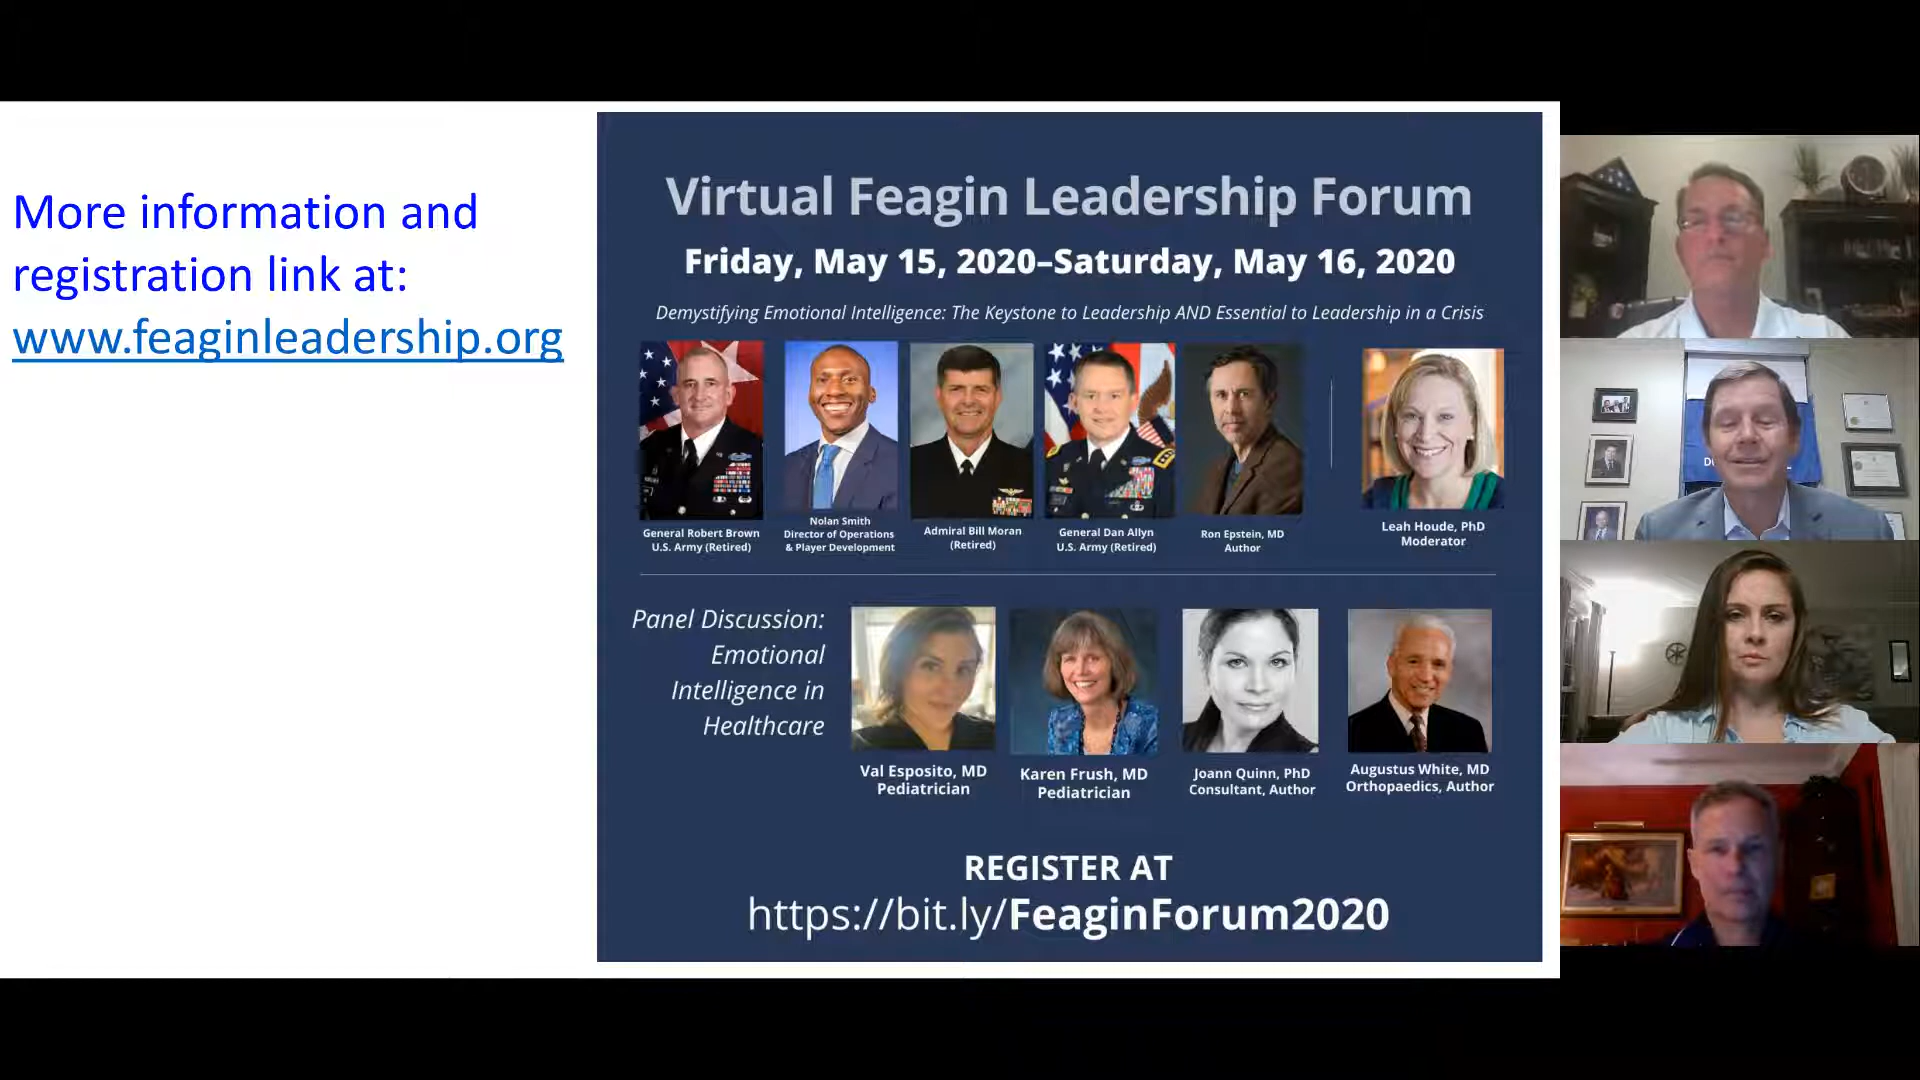 More information and
registration link at:
www.feaginleadership.org
Virtual Feagin Leadership Forum
Friday, May 15, 2020–Saturday, May 16, 2020
Demystifying Emotional Intelligence: The Keystone to Leadership AND Essential to Leadership in a Crisis
General Robert Brown
U.S. Army (Retired)
Nolan Smith
Director of Operations
& Player Development
Admiral Bill Moran
(Retired)
General Dan Allyn
U.S. Army (Retired)
Ron Epstein, MD
Author
Leah Houde, PhD
Moderator
Panel Discussion:
Emotional
Intelligence in
Healthcare
Val Esposito, MD
Pediatrician
Karen Frush, MD
Pediatrician
Joann Quinn, PhD
Consultant, Author
Augustus White, MD
Orthopaedics, Author
REGISTER AT
https://bit.ly/FeaginForum2020